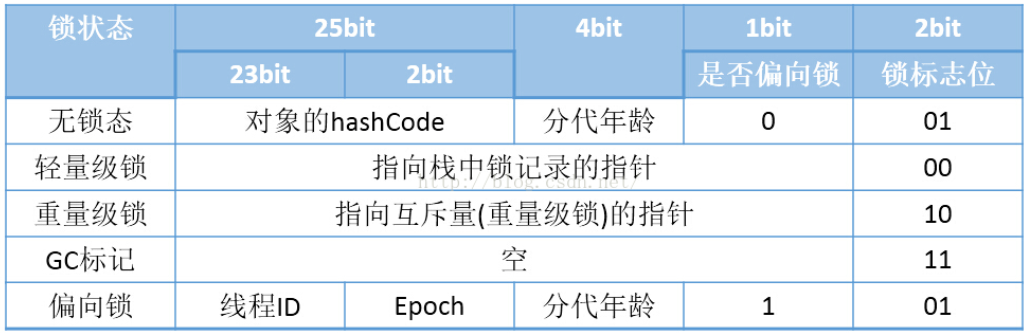 锁状态 25bit 4bit 1bit 2bit
23bit 2bit 是否偏向锁 锁标志位
无锁态 对象的hashCode 分代年龄 0 01
轻量级锁 指向栈中锁记录的指针 00
http://blog.csdn.net/
重量级锁 指向互斥量(重量级锁)的指针 10
GC标记 空 11
偏向锁 线程ID Epoch 分代年龄 1 01